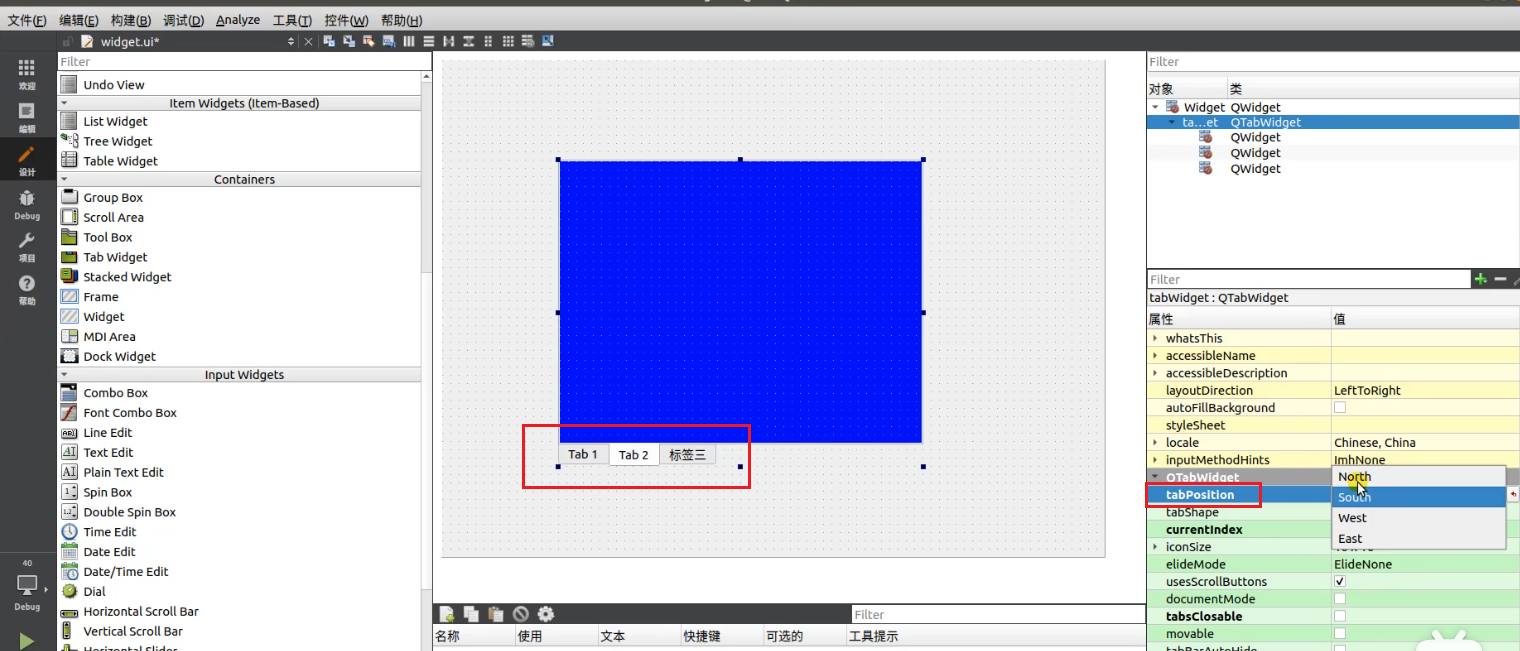 文件(F) 编辑(E) 构建(B) 调试(D) Analyze 工具(T) 控件(W) 帮助(H)
widget.ui*
欢迎
编辑
设计
Debug
项目
帮助
40
Debug
Filter
Undo View
Item Widgets (Item-Based)
List Widget
Tree Widget
Table Widget
Containers
Group Box
Scroll Area
Tool Box
Tab Widget
Stacked Widget
Frame
Widget
MDI Area
Dock Widget
Input Widgets
Combo Box
Font Combo Box
Line Edit
Text Edit
Plain Text Edit
Spin Box
Double Spin Box
Time Edit
Date Edit
Date/Time Edit
Dial
Horizontal Scroll Bar
Vertical Scroll Bar
Horizontal Slider
Tab 1 Tab 2 标签三
Filter
名称 使用 文本 快捷键 可选的 工具提示
Filter
对象 类
Widget QWidget
ta...et QTabWidget
QWidget
QWidget
QWidget
Filter
tabWidget : QTabWidget
属性 值
whatsThis
accessibleName
accessibleDescription
layoutDirection LeftToRight
autoFillBackground
styleSheet
locale Chinese, China
inputMethodHints ImhNone
QTabWidget North
tabPosition South
tabShape West
currentIndex East
iconSize
elideMode ElideNone
usesScrollButtons
documentMode
tabsClosable
movable
tabBarAutoHide